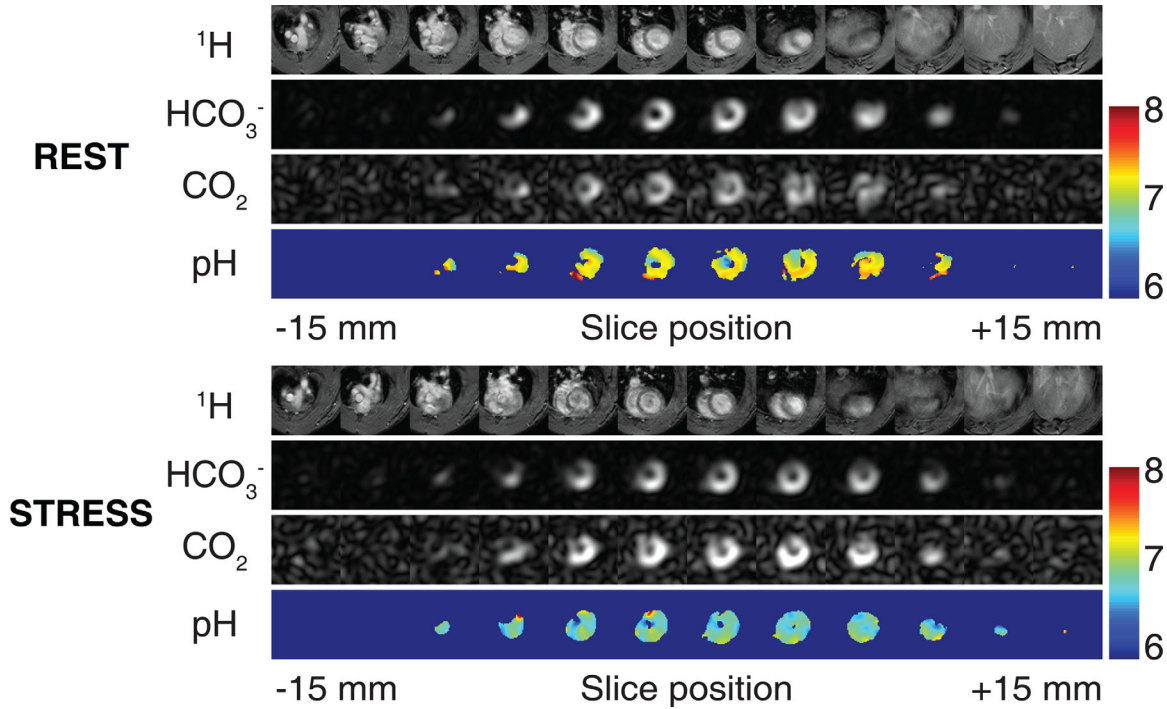 ¹H
HCO₃⁻
REST
CO₂
pH
8
7
6
-15 mm Slice position +15 mm
¹H
HCO₃⁻
STRESS
CO₂
pH
8
7
6
-15 mm Slice position +15 mm